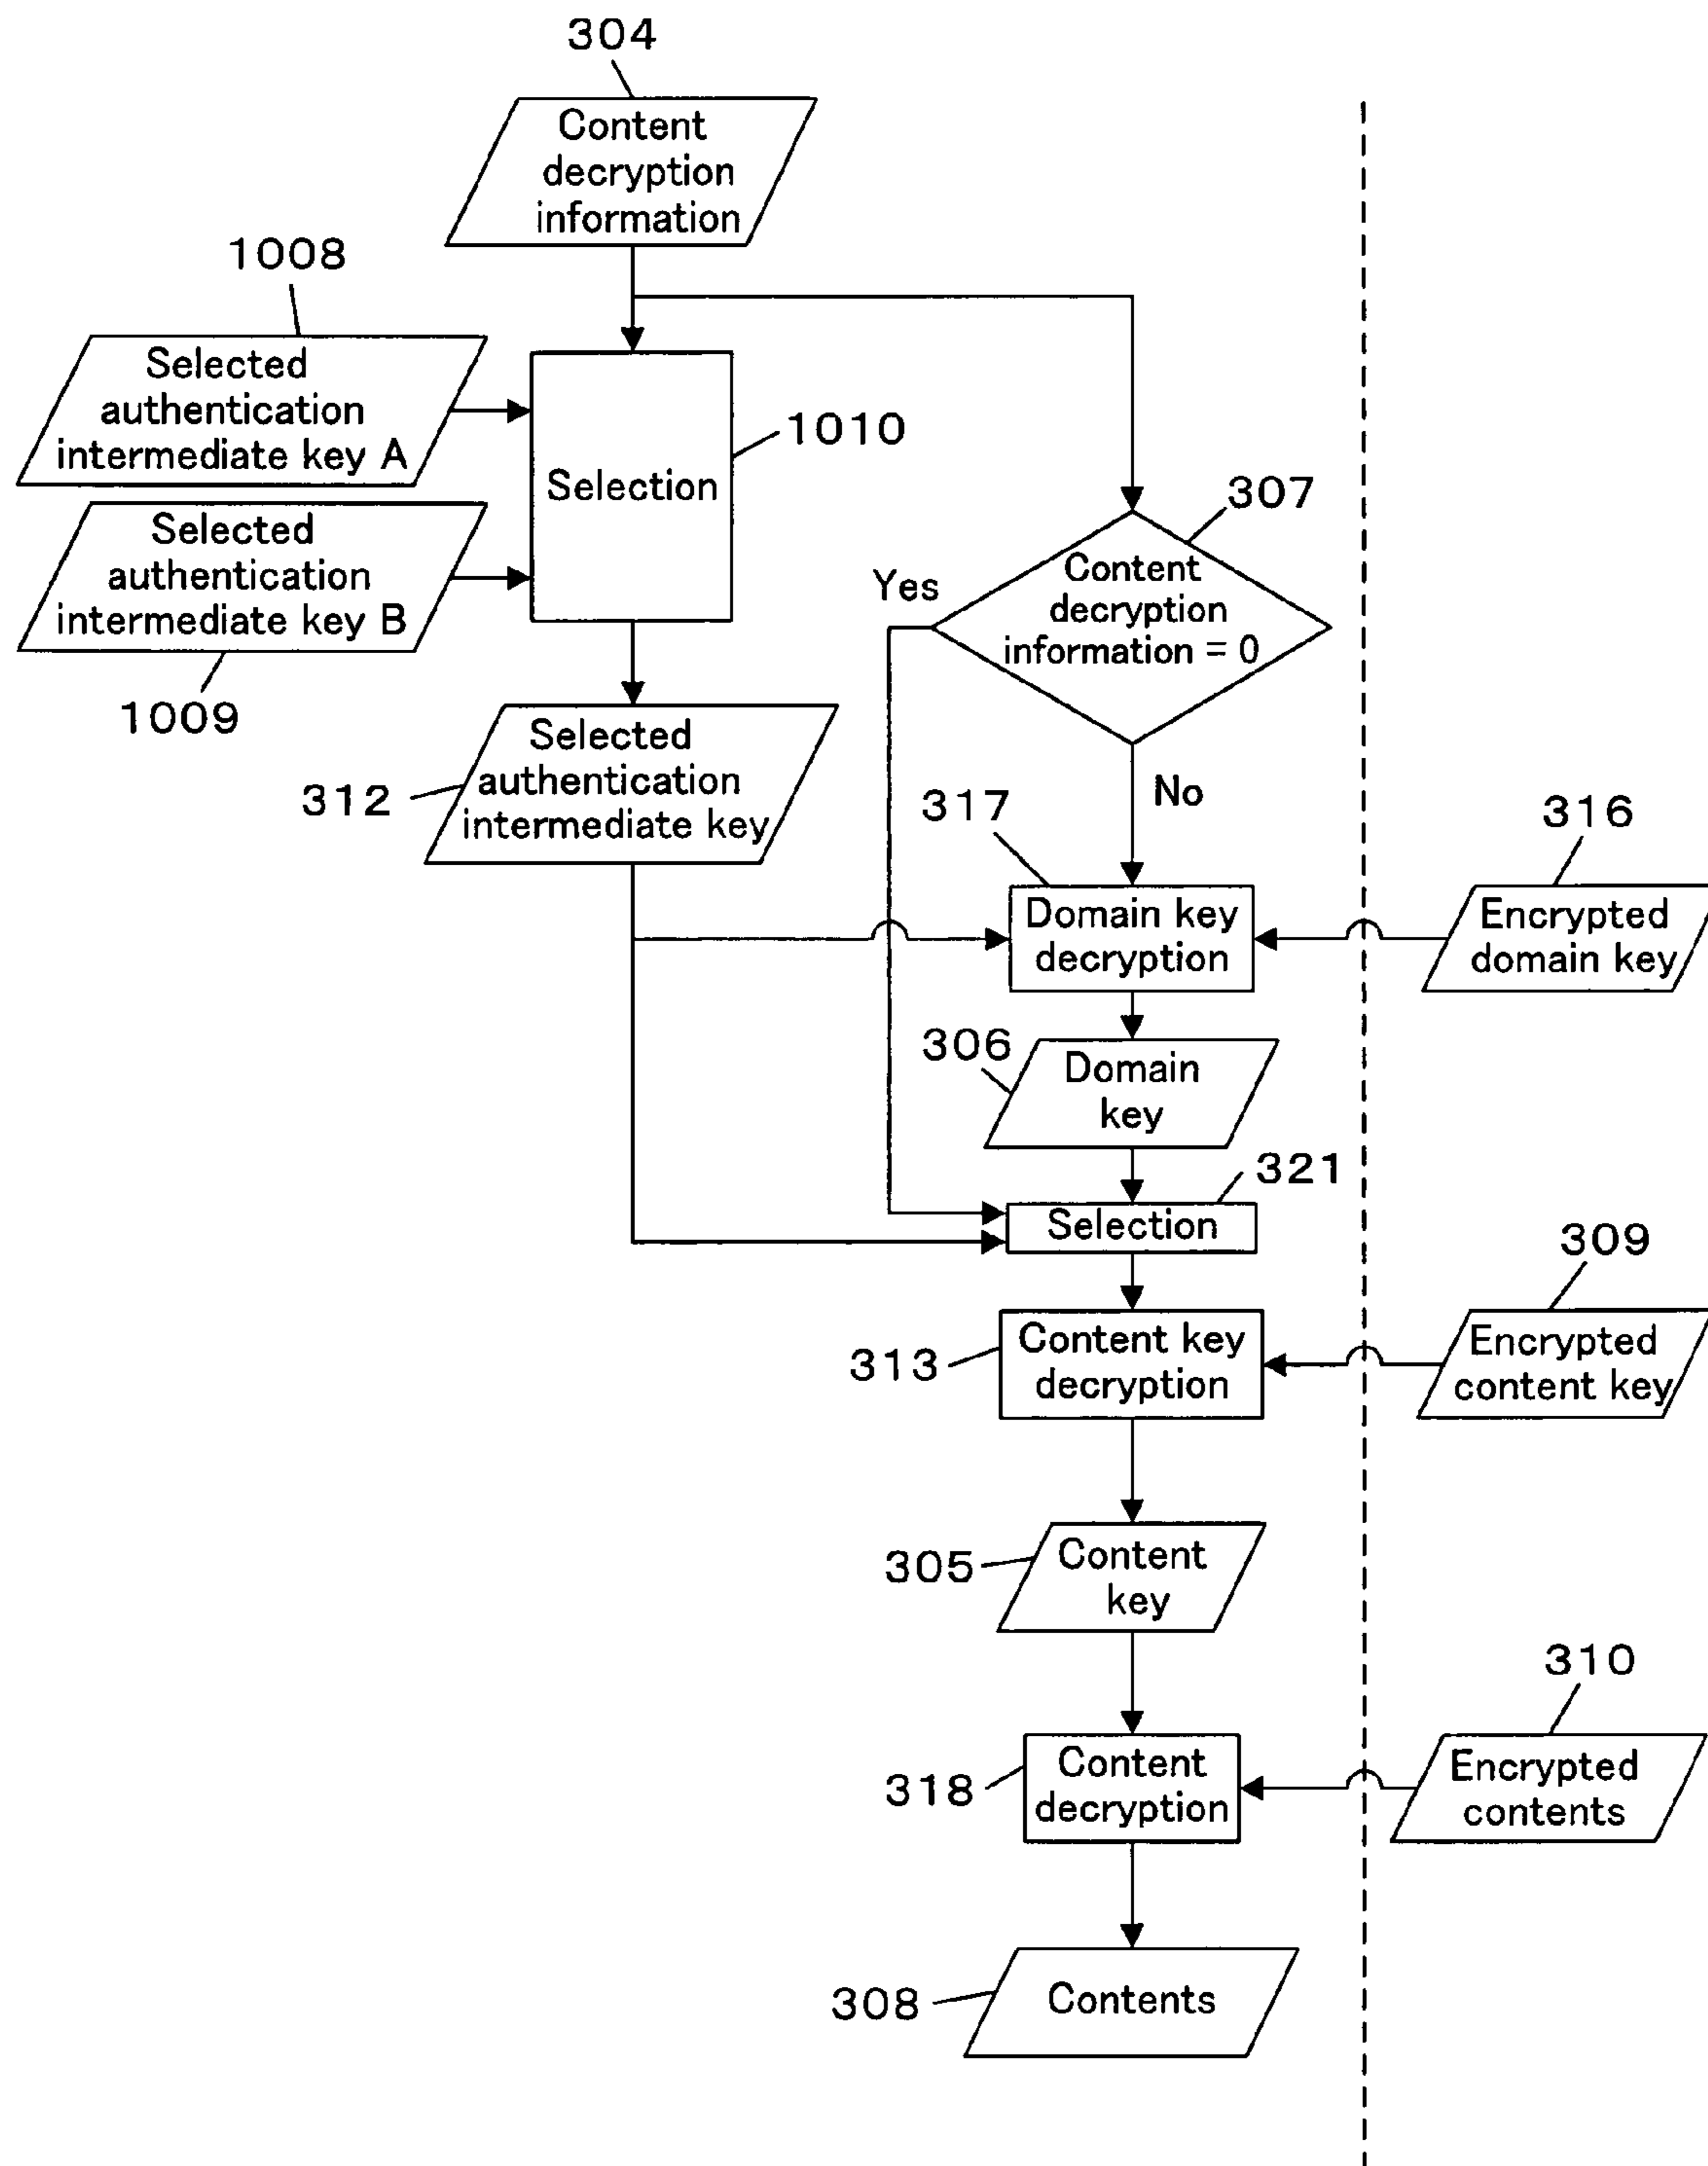 304
Content
decryption
information
1008
Selected
authentication
intermediate key A
1010
Selection
307
Selected
authentication
intermediate key B
Yes
Content
decryption
information = 0
1009
Selected
authentication
intermediate key
312
No
317
316
Domain key
decryption
Encrypted
domain key
306
Domain
key
321
Selection
309
313
Content key
decryption
Encrypted
content key
305
Content
key
310
318
Content
decryption
Encrypted
contents
308
Contents